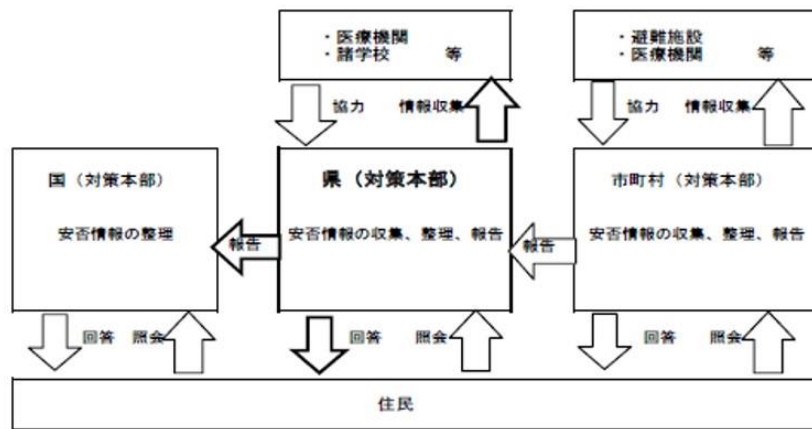 ・医療機関
・諸学校　　等
・避難施設
・医療機関　　等
協力　情報収集
協力　情報収集
国（対策本部）
安否情報の整理
報告
県（対策本部）
安否情報の収集、整理、報告
報告
市町村（対策本部）
安否情報の収集、整理、報告
回答　照会
回答　照会
回答　照会
住民